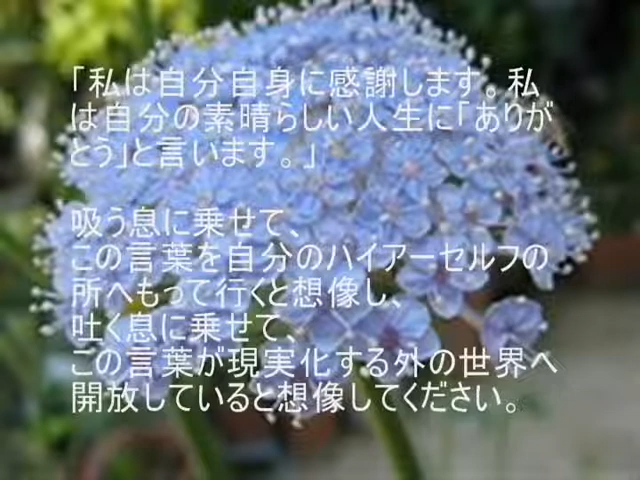 「私は自分自身に感謝します。私
は自分の素晴らしい人生に「ありが
とう」と言います。」
吸う息に乗せて、
この言葉を自分のハイアーセルフの
所へもって行くと想像し、
吐く息に乗せて、
この言葉が現実化する外の世界へ
開放していると想像してください。